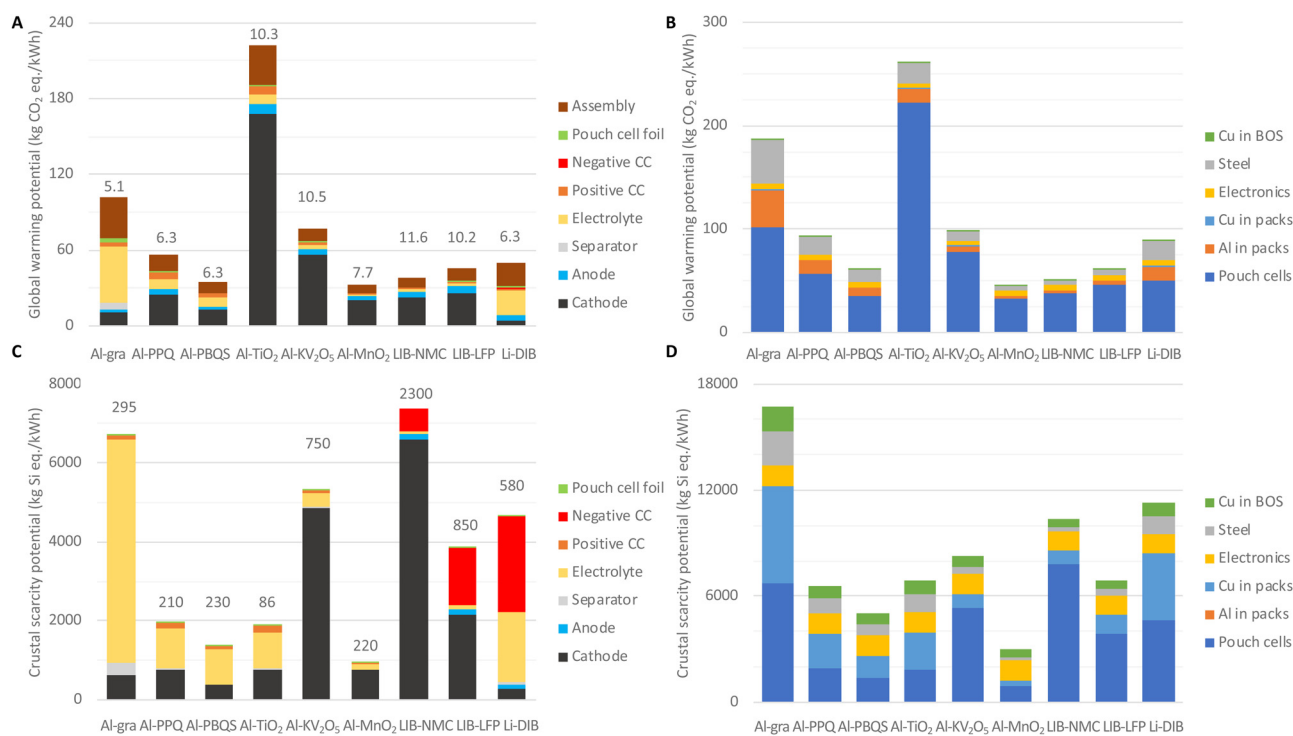 A
Global warming potential (kg CO₂ eq./kWh)
240
180
120
60
0
5.1
6.3
6.3
10.3
10.5
7.7
11.6
10.2
6.3
Assembly
Pouch cell foil
Negative CC
Positive CC
Electrolyte
Separator
Anode
Cathode
Al-gra Al-PPQ Al-PBQS Al-TiO₂ Al-KV₂O₅ Al-MnO₂ LIB-NMC LIB-LFP Li-DIB
B
Global warming potential (kg CO₂ eq./kWh)
300
200
100
0
Cu in BOS
Steel
Electronics
Cu in packs
Al in packs
Pouch cells
Al-gra Al-PPQ Al-PBQS Al-TiO₂ Al-KV₂O₅ Al-MnO₂ LIB-NMC LIB-LFP Li-DIB
C
Crustal scarcity potential (kg Si eq./kWh)
8000
6000
4000
2000
0
295
210
230
86
750
220
2300
850
580
Pouch cell foil
Negative CC
Positive CC
Electrolyte
Separator
Anode
Cathode
Al-gra Al-PPQ Al-PBQS Al-TiO₂ Al-KV₂O₅ Al-MnO₂ LIB-NMC LIB-LFP Li-DIB
D
Crustal scarcity potential (kg Si eq./kWh)
18000
12000
6000
0
Cu in BOS
Steel
Electronics
Cu in packs
Al in packs
Pouch cells
Al-gra Al-PPQ Al-PBQS Al-TiO₂ Al-KV₂O₅ Al-MnO₂ LIB-NMC LIB-LFP Li-DIB